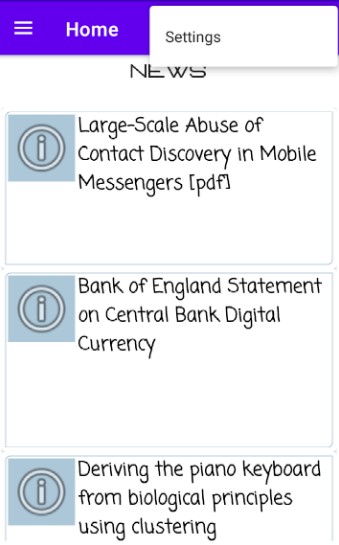 Home
Settings
NEWS
Large-Scale Abuse of
Contact Discovery in Mobile
Messengers [pdf]
Bank of England Statement
on Central Bank Digital
Currency
Deriving the piano keyboard
from biological principles
using clustering